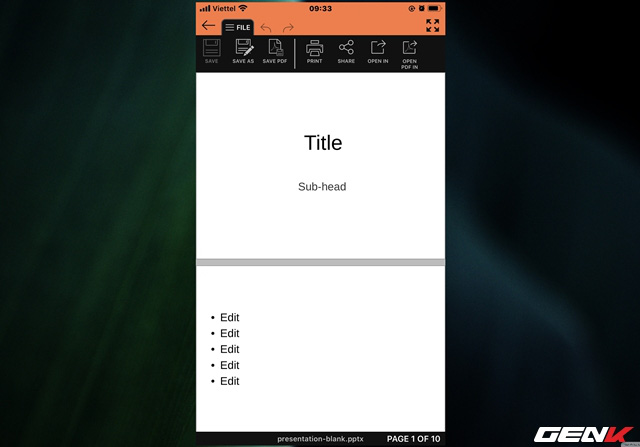 Viettel 09:33
FILE
SAVE SAVE AS SAVE PDF PRINT SHARE OPEN IN OPEN PDF IN
Title
Sub-head
• Edit
• Edit
• Edit
• Edit
• Edit
presentation-blank.pptx PAGE 1 OF 10
GENK